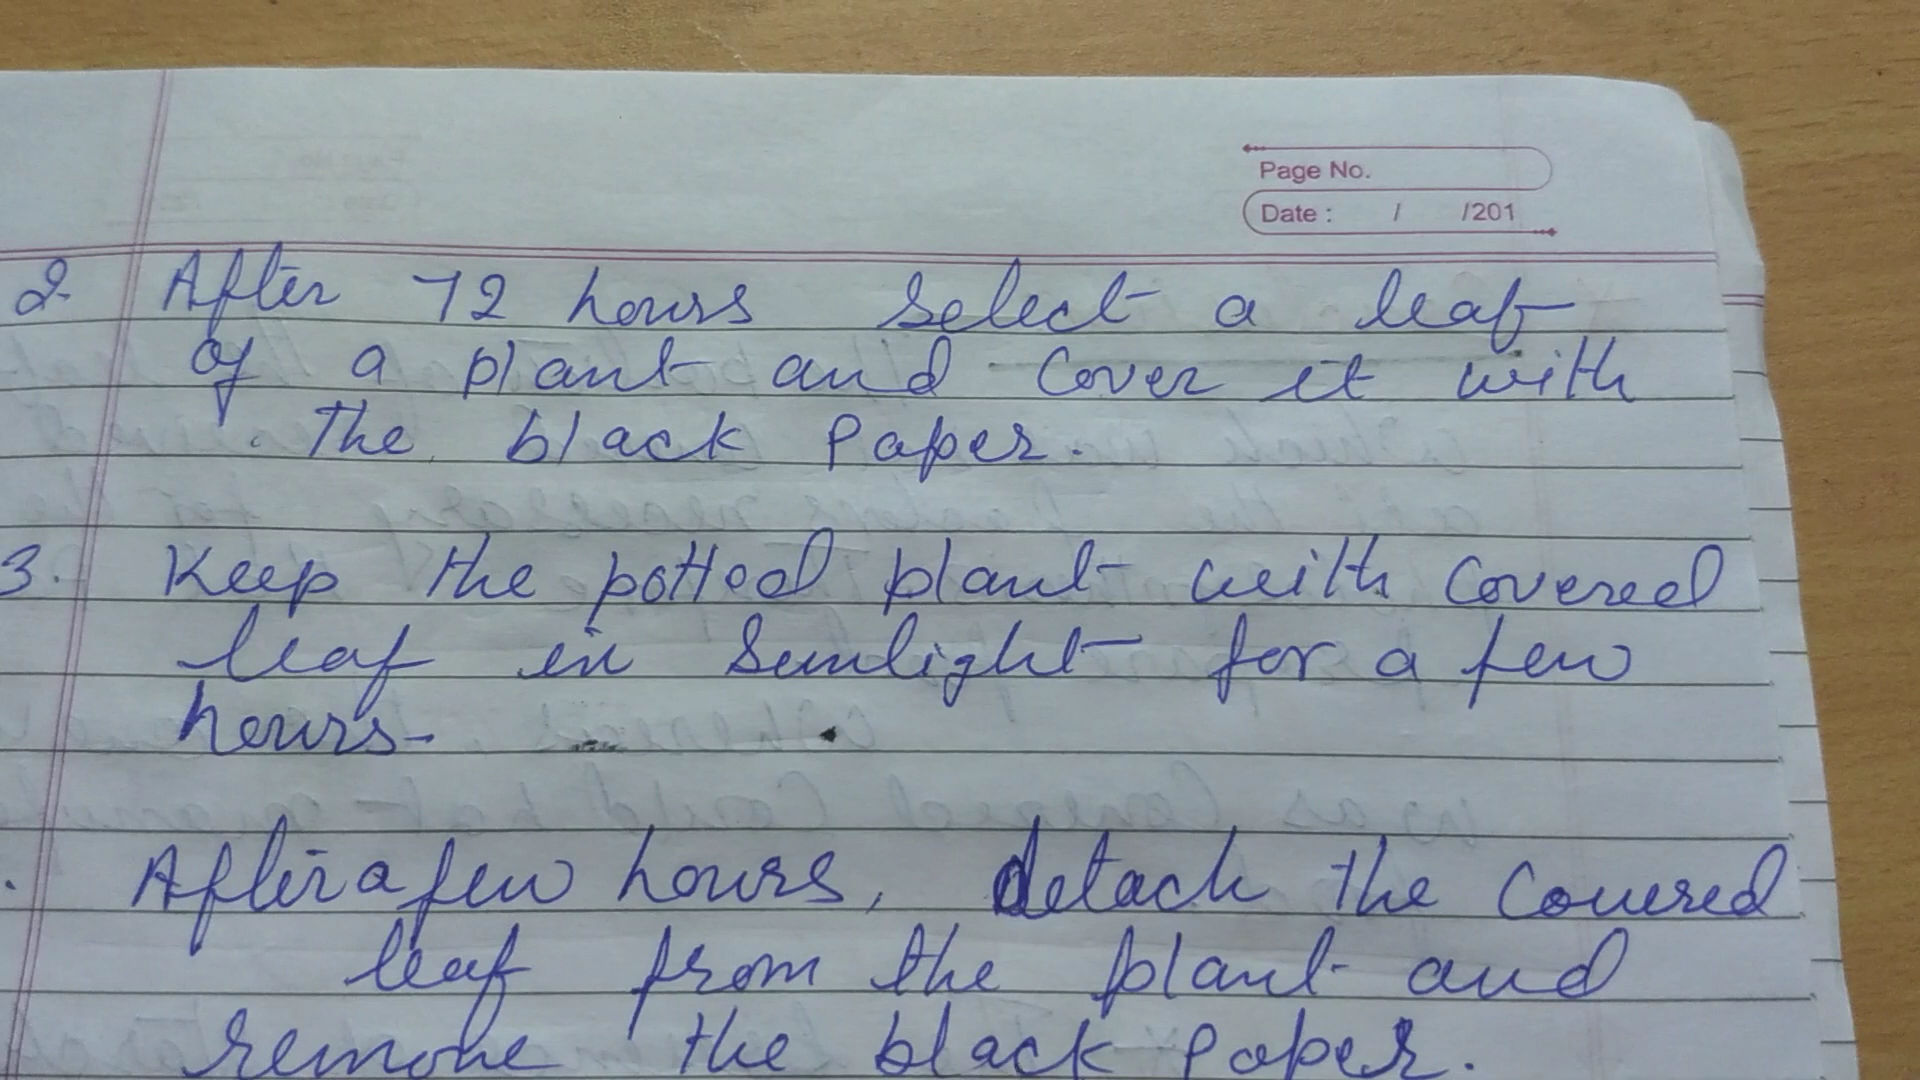 Page No.
Date : / /201
2. After 72 hours select a leaf
of a plant and cover it with
. The black Paper.
3. Keep the potted plant with covered
leaf in Sunlight for a few
hours.
. After a few hours, detach the covered
leaf from the plant and
remove the black paper.